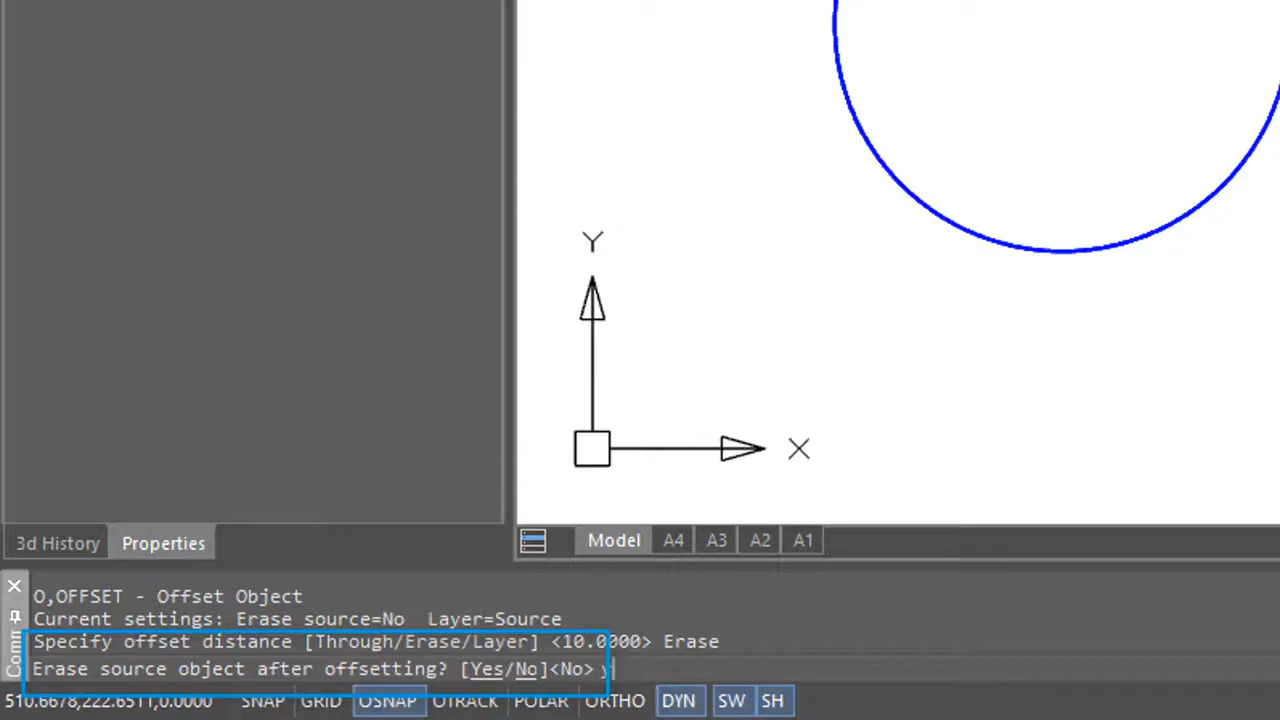 Y
X
3d History Properties
Model A4 A3 A2 A1
O,OFFSET - Offset Object
Current settings: Erase source=No Layer=Source
Specify offset distance [Through/Erase/Layer] <10.0000> Erase
Erase source object after offsetting? [Yes/No]<No> y
Comm
510.6678,222.6511,0.0000 SNAP GRID OSNAP OTRACK POLAR ORTHO DYN SW SH